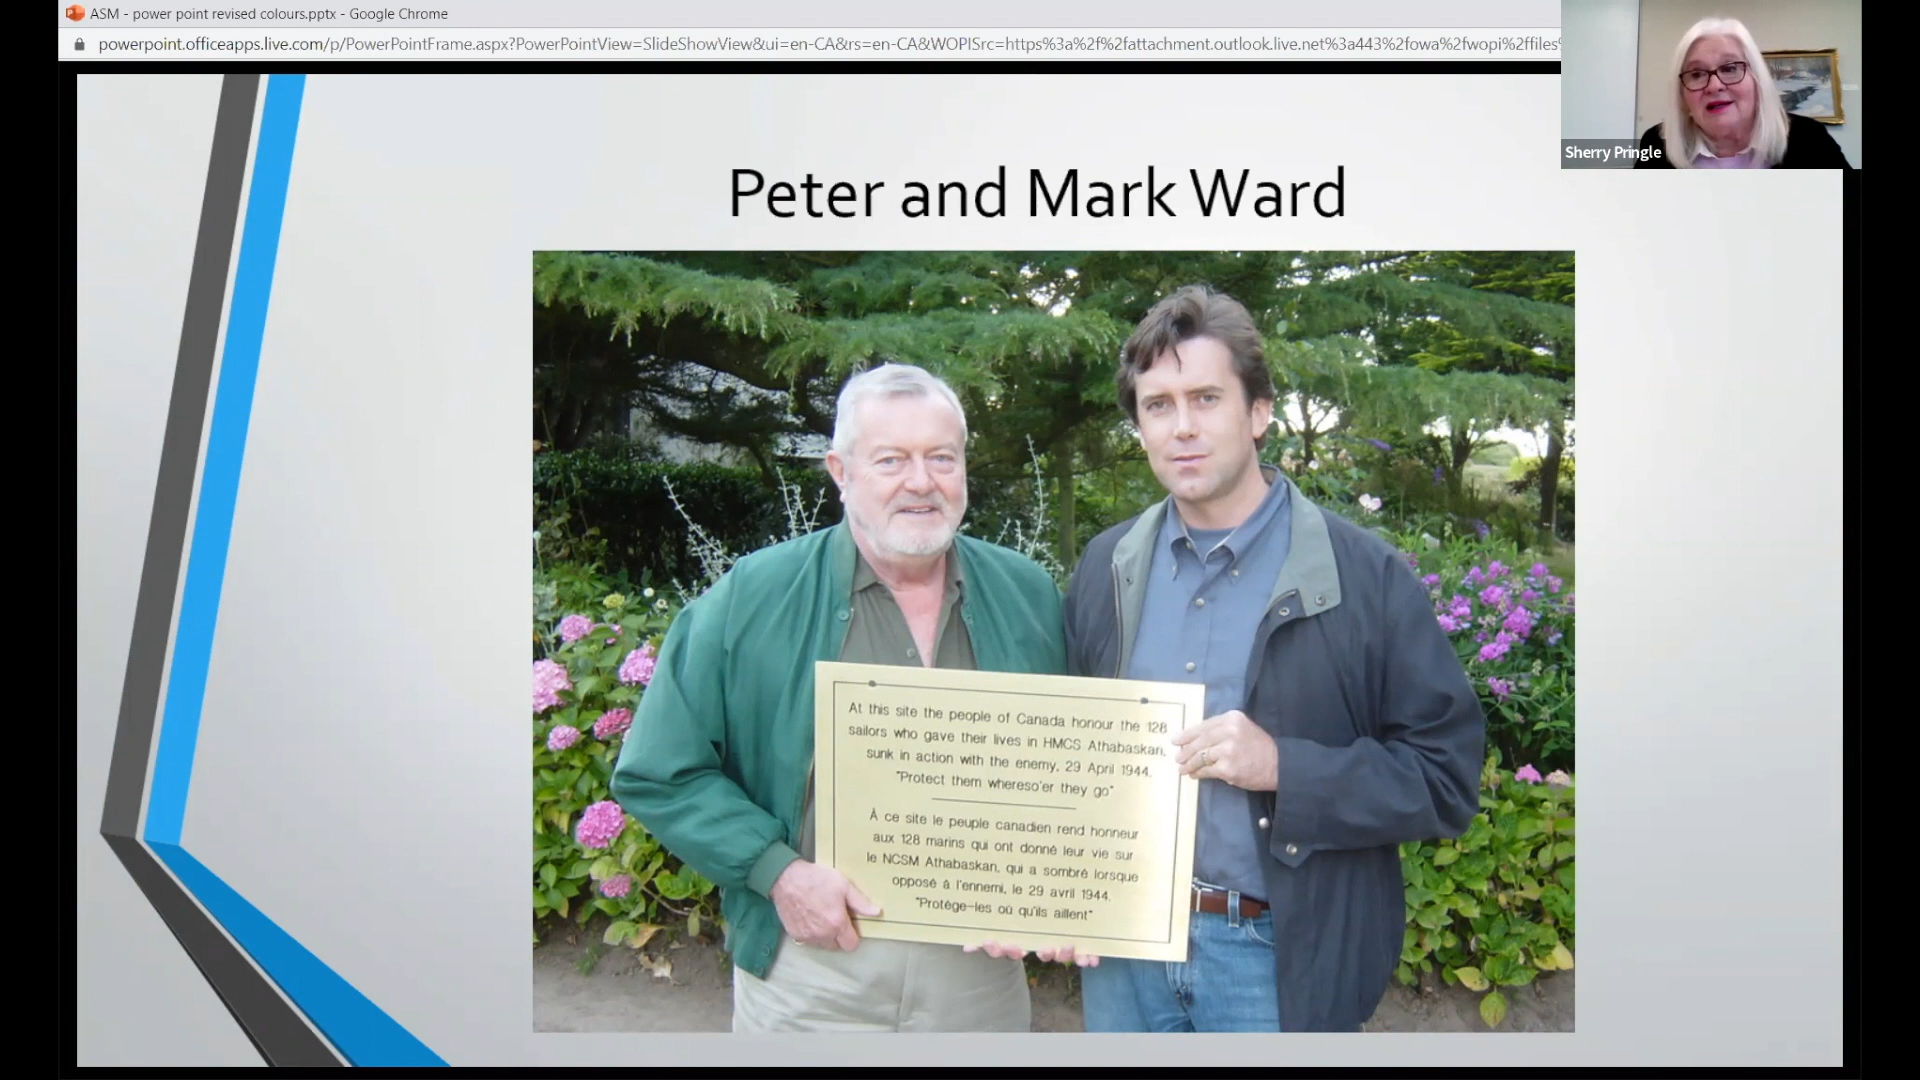 ASM - power point revised colours.pptx - Google Chrome
powerpoint.officeapps.live.com/p/PowerPointFrame.aspx?PowerPointView=SlideShowView&ui=en-CA&rs=en-CA&WOPISrc=https%3a%2f%2fattachment.outlook.live.net%3a443%2fowa%2fwopi%2ffiles%
Sherry Pringle
Peter and Mark Ward
At this site the people of Canada honour the 128
sailors who gave their lives in HMCS Athabaskan,
sunk in action with the enemy, 29 April 1944.
"Protect them whereso'er they go"
À ce site le peuple canadien rend honneur
aux 128 marins qui ont donné leur vie sur
le NCSM Athabaskan, qui a sombré lorsque
opposé à l'ennemi, le 29 avril 1944.
"Protège-les où qu'ils aillent"